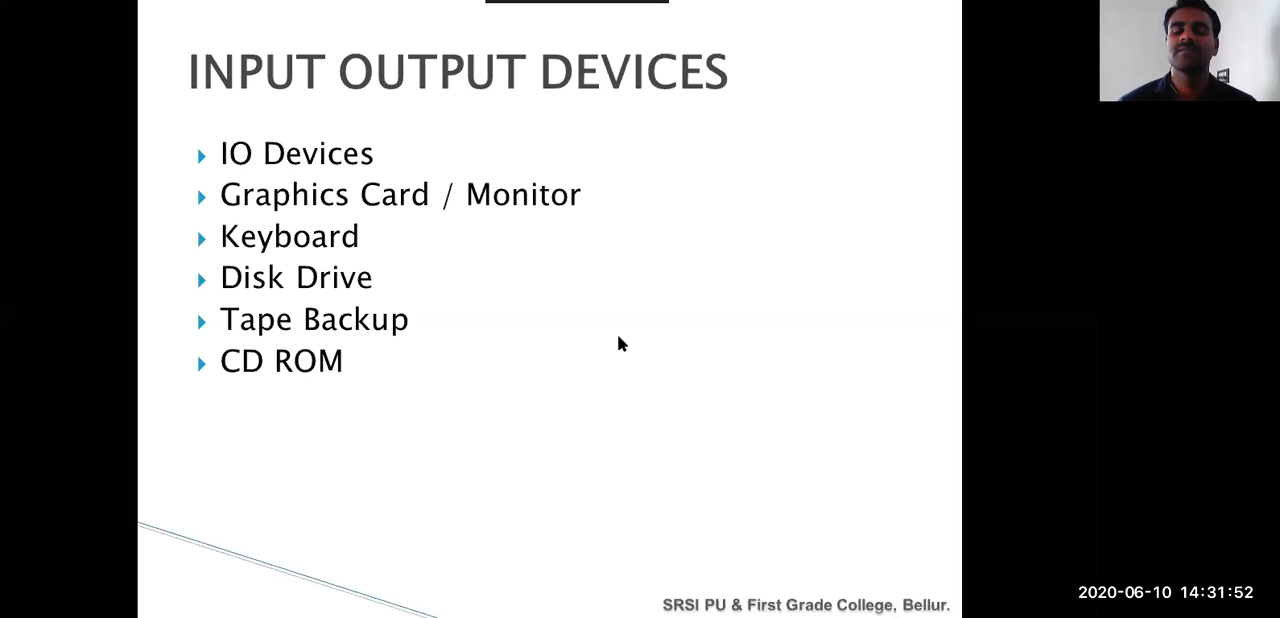 INPUT OUTPUT DEVICES
IO Devices
Graphics Card / Monitor
Keyboard
Disk Drive
Tape Backup
CD ROM
SRSI PU & First Grade College, Bellur.
2020-06-10 14:31:52